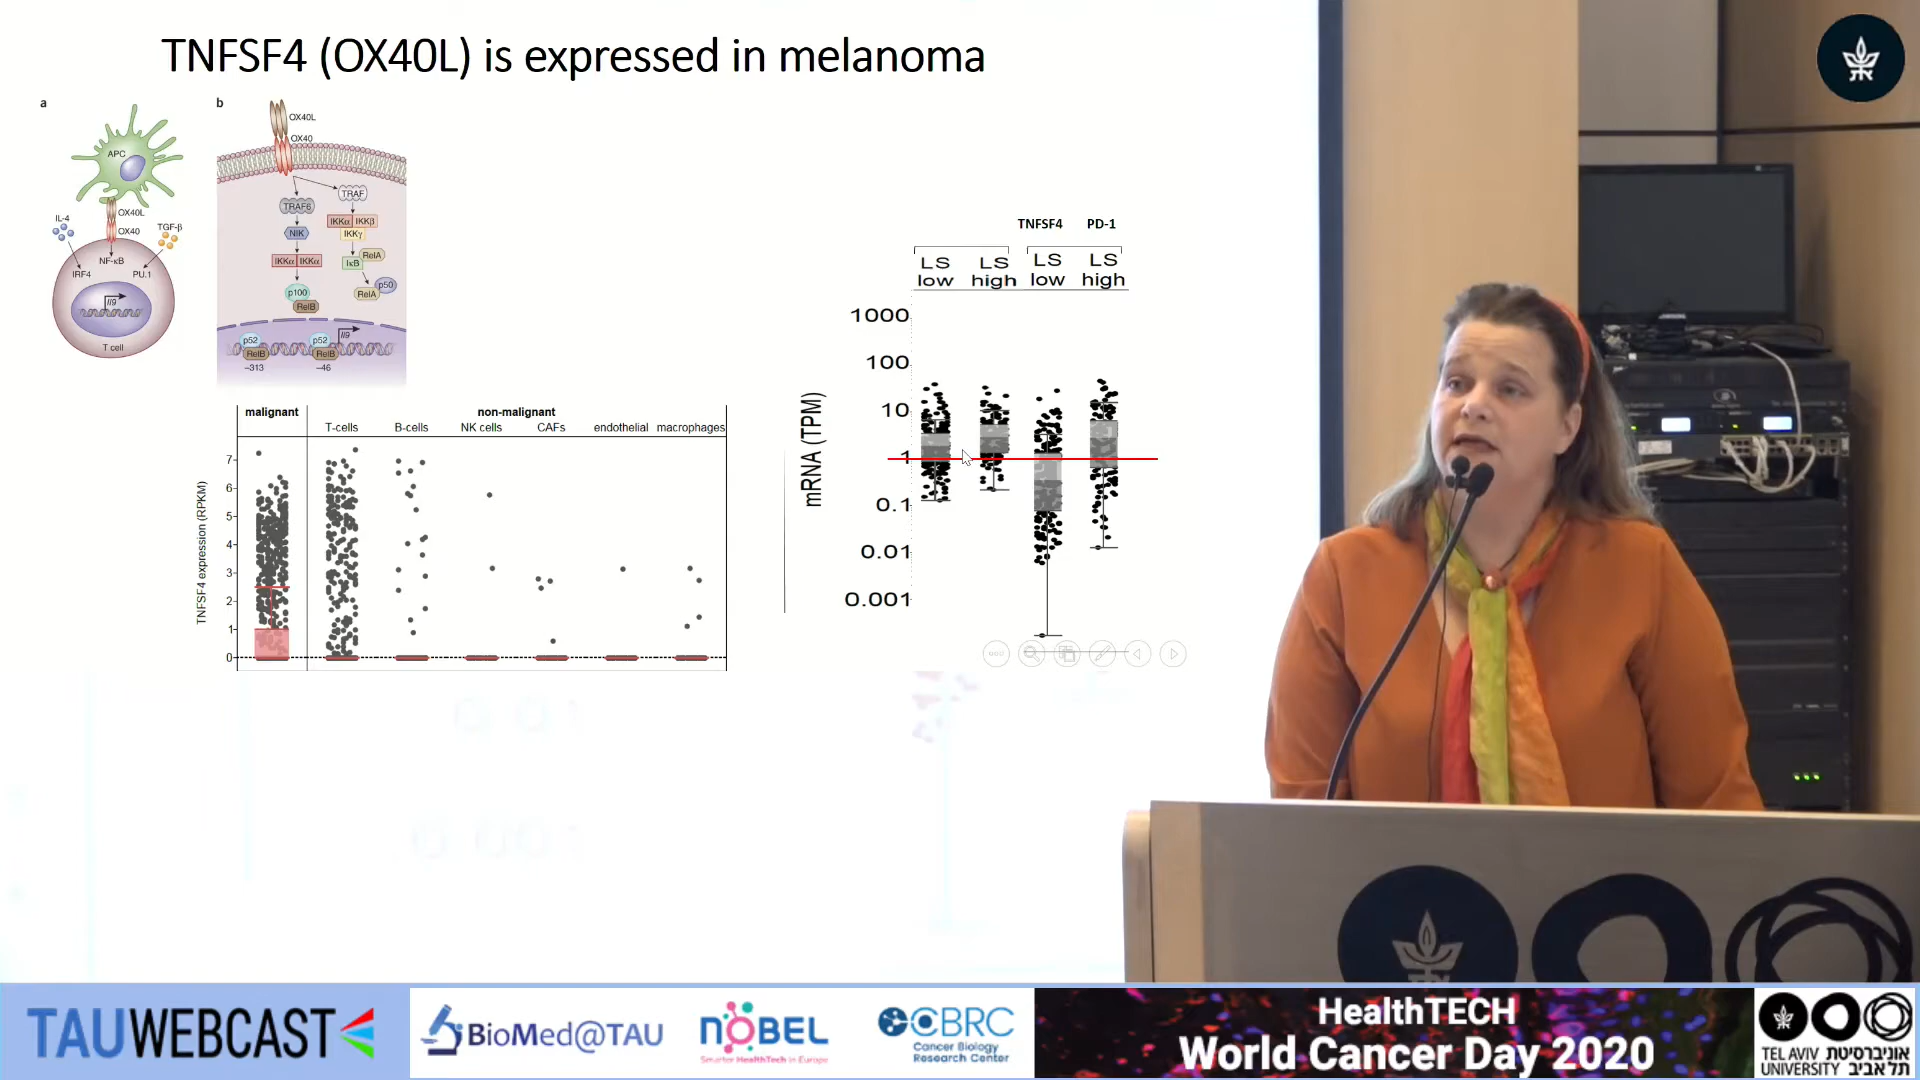 TNFSF4 (OX40L) is expressed in melanoma
a
APC
OX40L
OX40
IL-4
TGF-β
NF-κB
IRF4
PU.1
Il9
T cell
b
OX40L
OX40
TRAF6
TRAF
NIK
IKKα IKKβ
IKKγ
IKKα IKKα
IκB
RelA
p100
RelB
RelA
p50
p52
RelB
p52
RelB
Il9
–313
–46
malignant
non-malignant
T-cells
B-cells
NK cells
CAFs
endothelial
macrophages
TNFSF4 expression (RPKM)
7
6
5
4
3
2
1
0
TNFSF4
PD-1
LS low
LS high
LS low
LS high
mRNA (TPM)
1000
100
10
1
0.1
0.01
0.001
TAUWEBCAST
BioMed@TAU
NOBEL
Smarter HealthTech in Europe
CBRC
Cancer Biology
Research Center
HealthTECH
World Cancer Day 2020
TEL AVIV אוניברסיטת
UNIVERSITY תל אביב